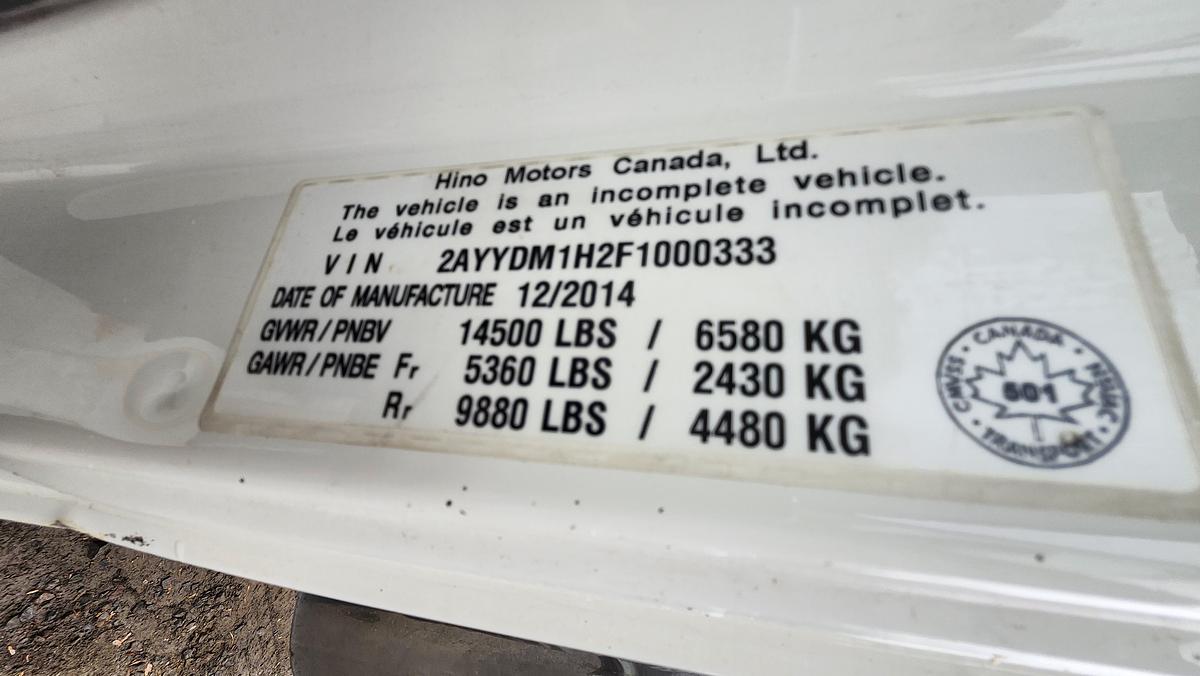 Hino Motors Canada, Ltd.
The vehicle is an incomplete vehicle.
Le véhicule est un véhicule incomplet.
VIN 2AYYDM1H2F1000333
DATE OF MANUFACTURE 12/2014
GVWR/PNBV 14500 LBS / 6580 KG
GAWR/PNBE Fr 5360 LBS / 2430 KG
Rr 9880 LBS / 4480 KG
CANADA
CMVSS 501 NSVAC
TRANSPORT